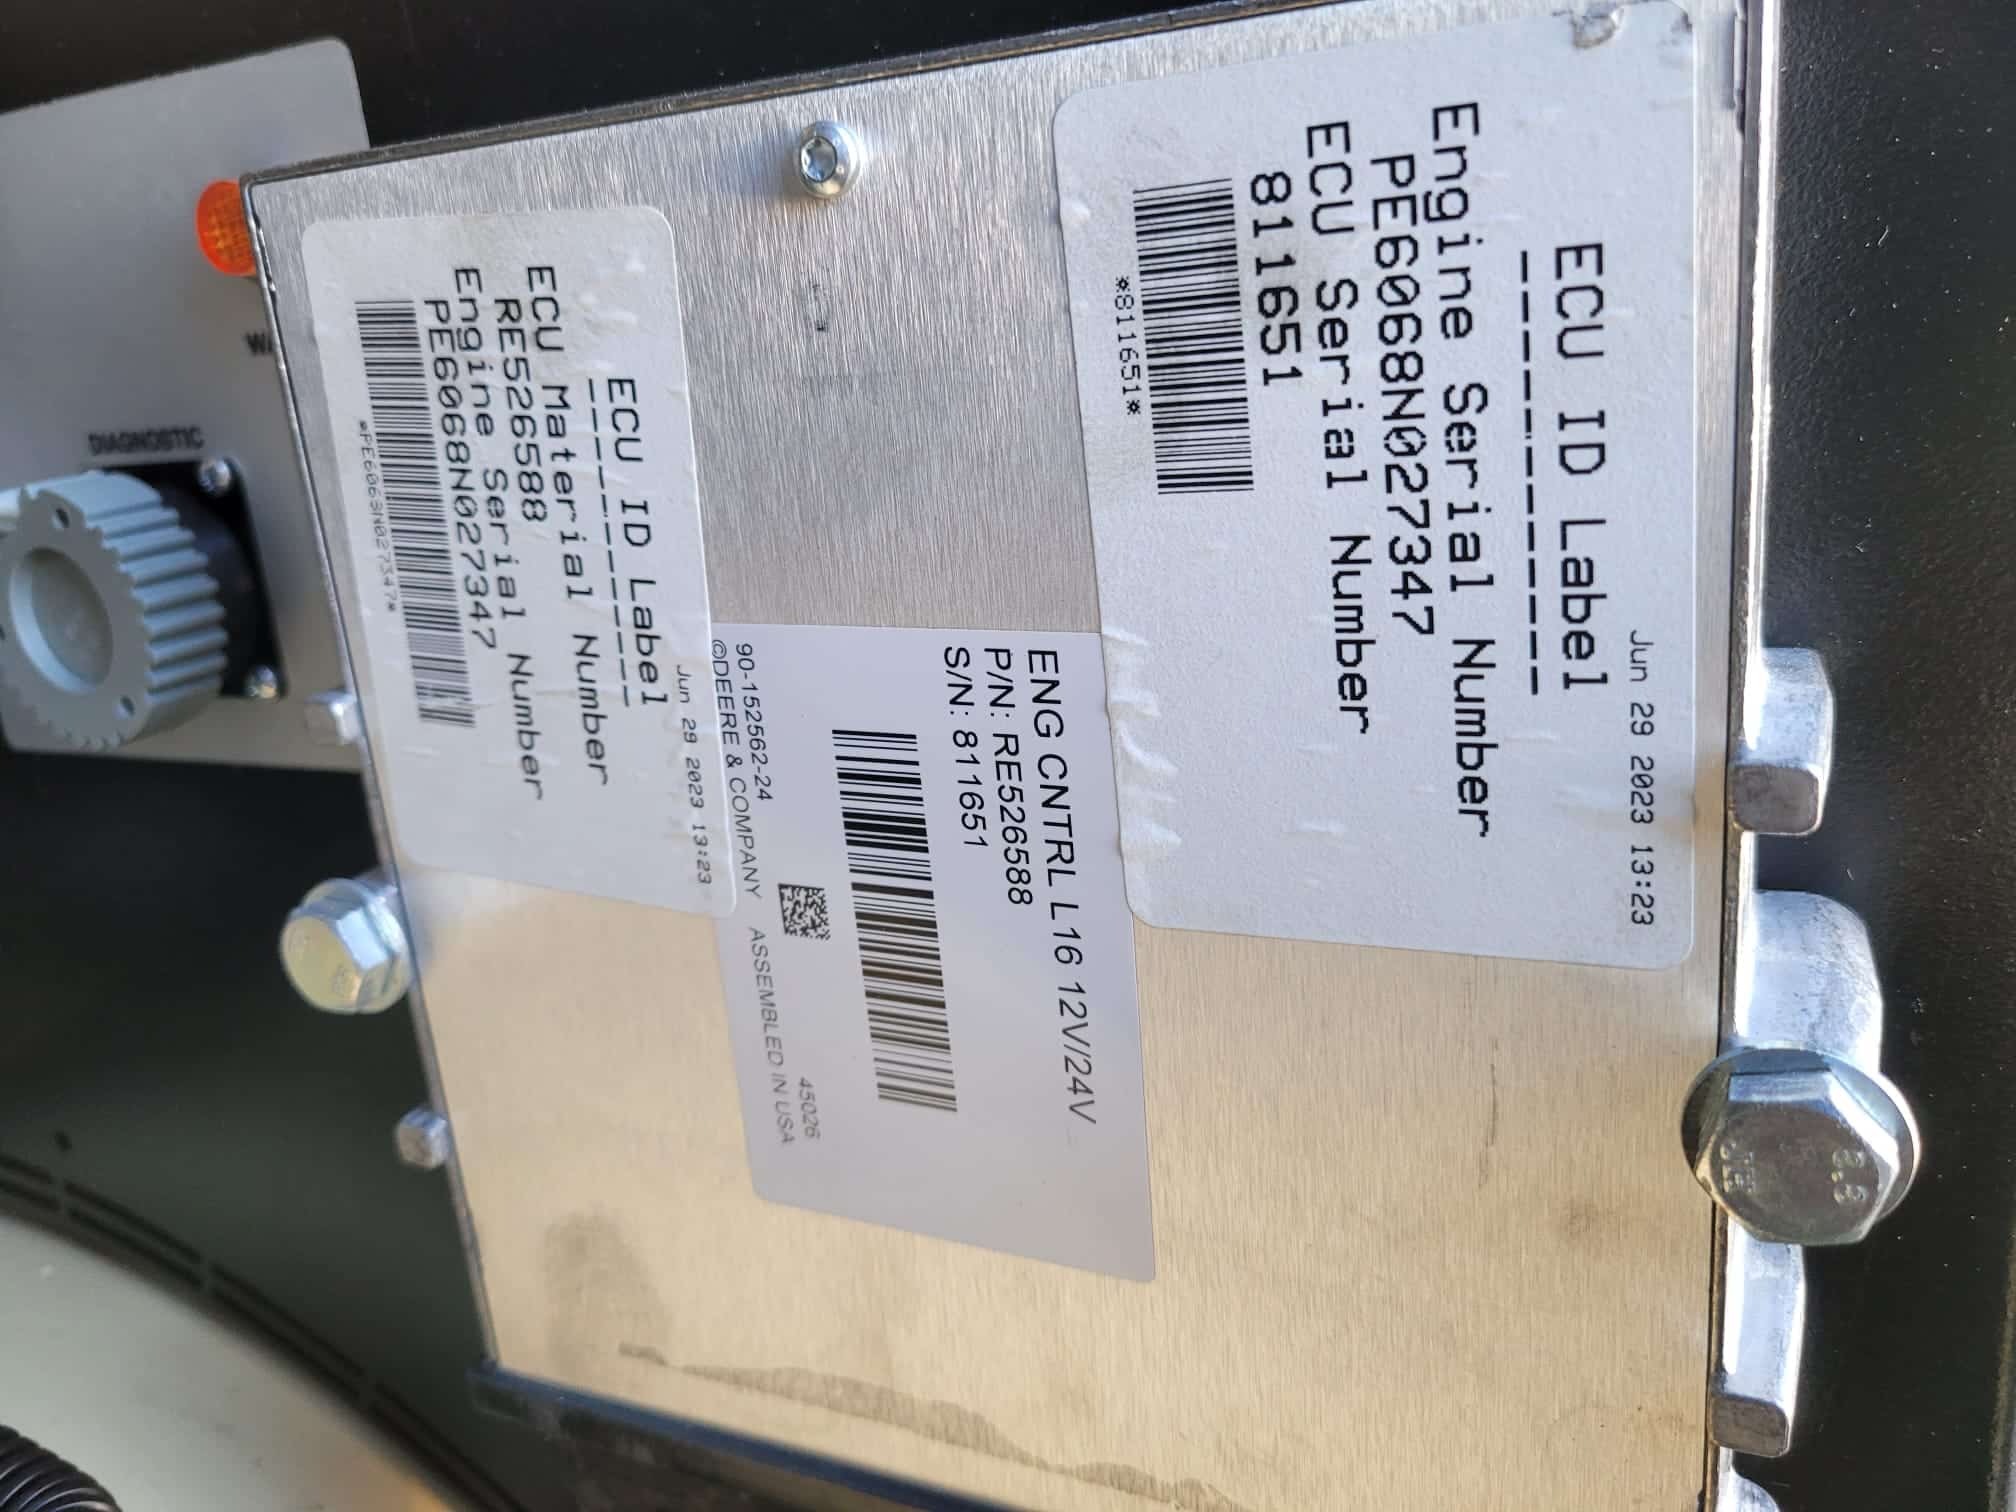 Jun 29 2023 13:23
ECU ID Label
-------------
Engine Serial Number
PE6068N027347
ECU Serial Number
811651
*811651*
ENG CNTRL L16 12V/24V
P/N: RE526588
S/N: 811651
45026
90-152562-24
©DEERE & COMPANY ASSEMBLED IN USA
Jun 29 2023 13:23
ECU ID Label
-------------
ECU Material Number
RE526588
Engine Serial Number
PE6068N027347
*PE6068N027347*
DIAGNOSTIC
8.8